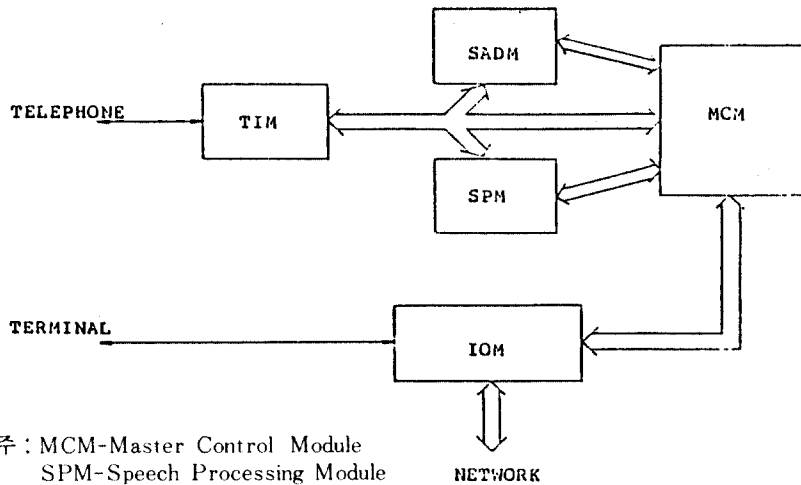 SADM
MCM
TELEPHONE
TIM
SPM
TERMINAL
IOM
주 : MCM-Master Control Module
SPM-Speech Processing Module
NETWORK